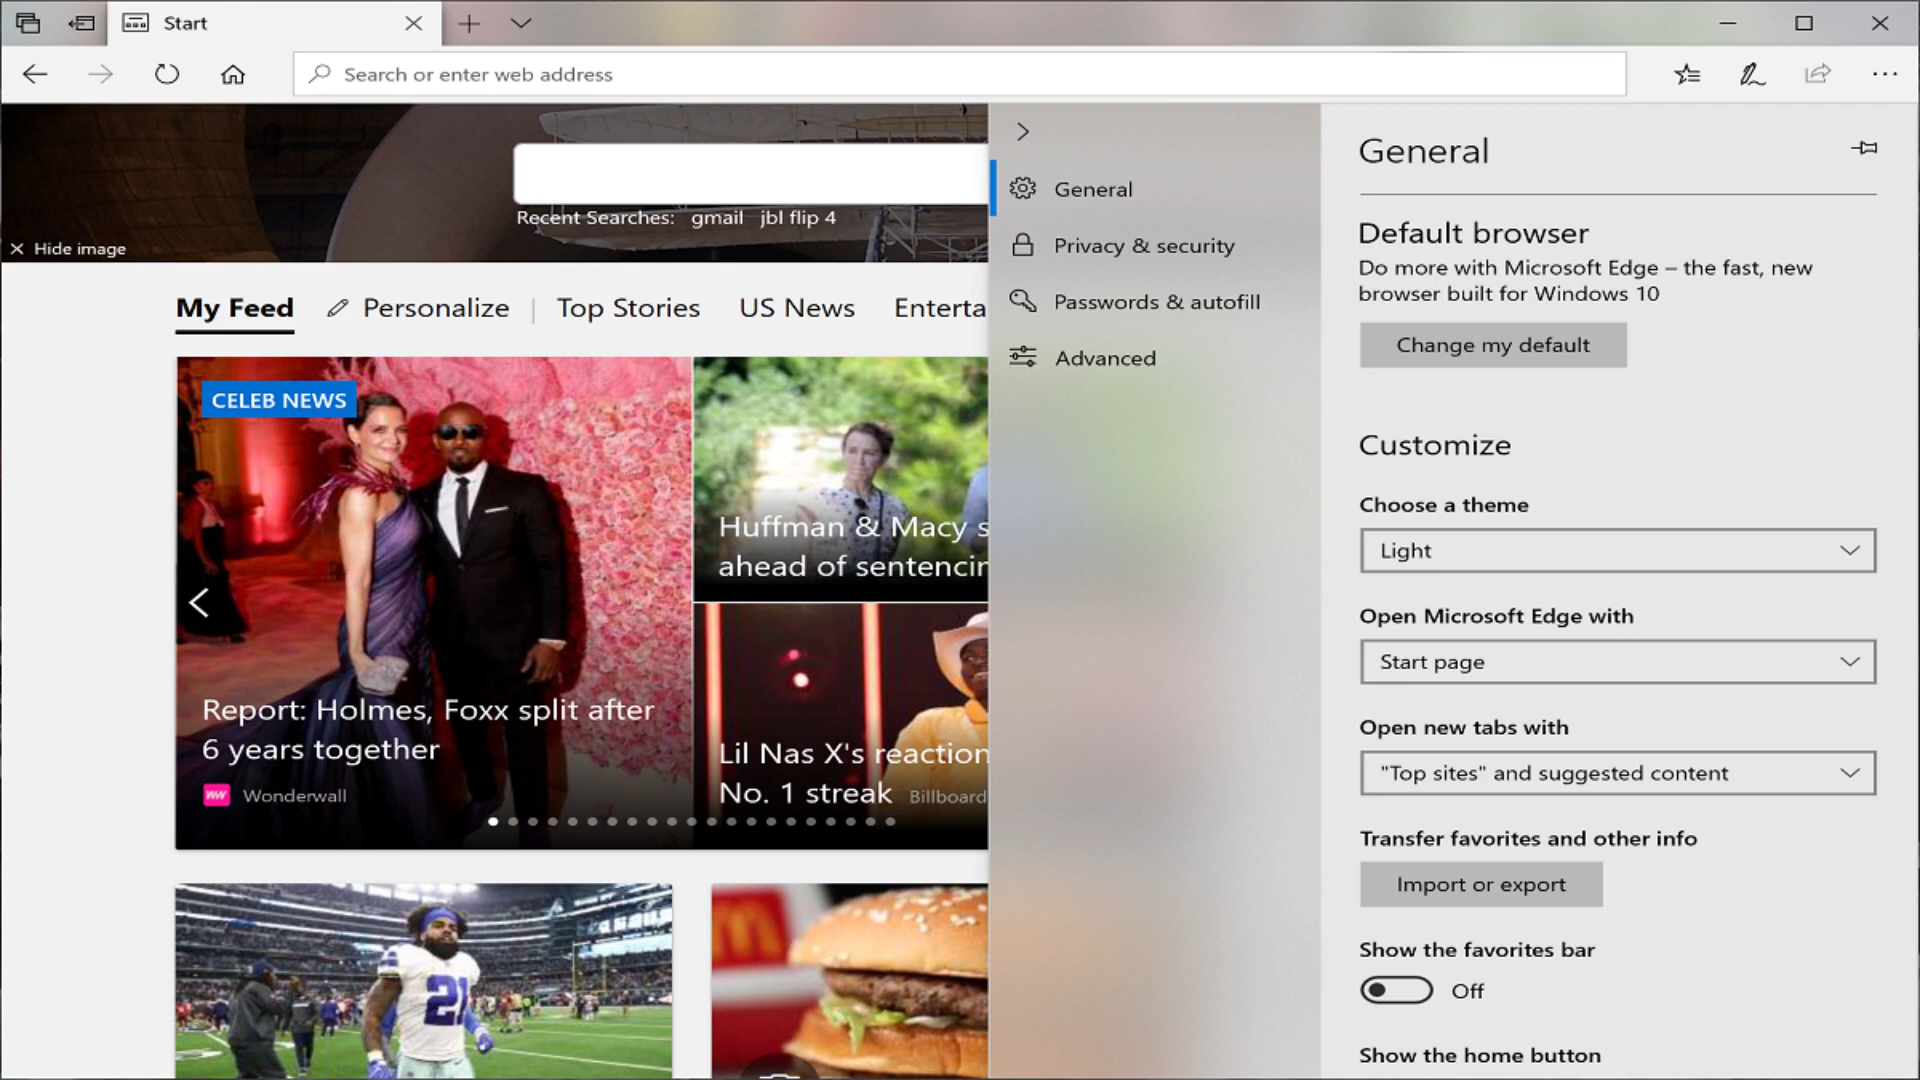 Start
Search or enter web address
Recent Searches: gmail jbl flip 4
Hide image
My Feed Personalize | Top Stories US News Enterta
CELEB NEWS
Report: Holmes, Foxx split after
6 years together
Wonderwall
Huffman & Macy s
ahead of sentencin
Lil Nas X's reaction
No. 1 streak Billboard
21
General
Privacy & security
Passwords & autofill
Advanced
General
Default browser
Do more with Microsoft Edge – the fast, new
browser built for Windows 10
Change my default
Customize
Choose a theme
Light
Open Microsoft Edge with
Start page
Open new tabs with
"Top sites" and suggested content
Transfer favorites and other info
Import or export
Show the favorites bar
Off
Show the home button